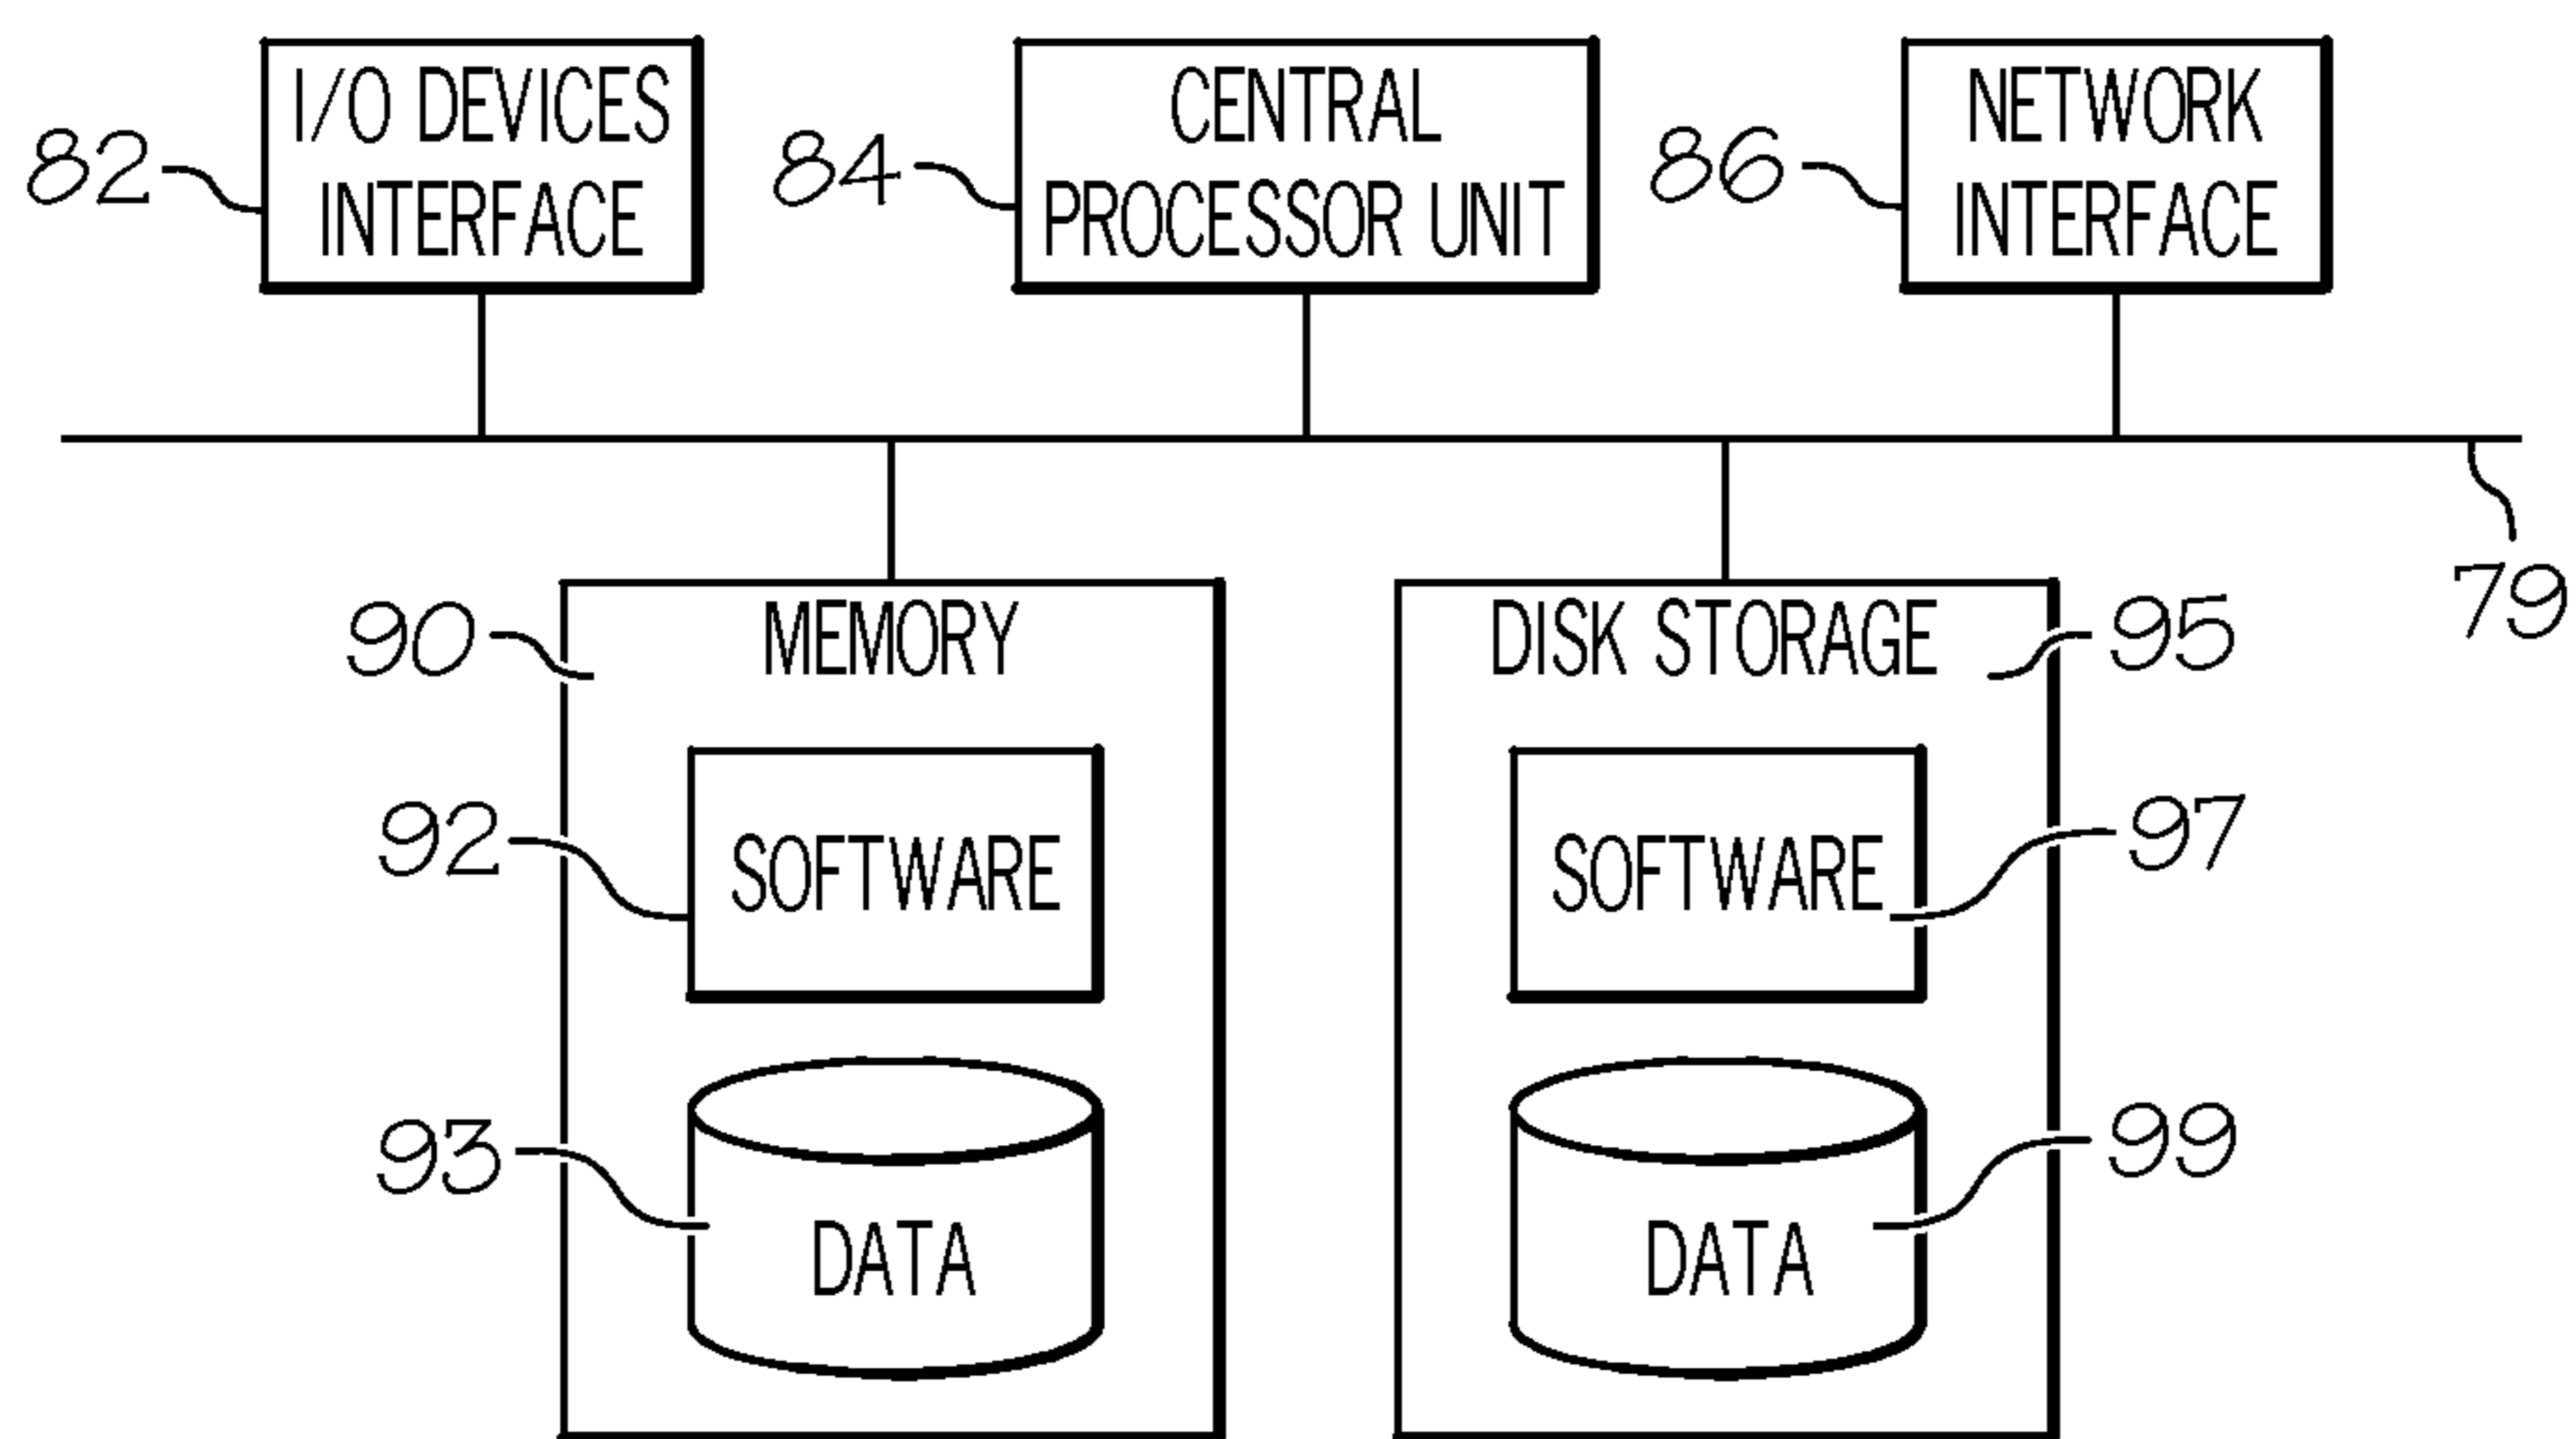 I/O DEVICES
INTERFACE
82
CENTRAL
PROCESSOR UNIT
84
NETWORK
INTERFACE
86
79
MEMORY
90
DISK STORAGE
95
SOFTWARE
92
SOFTWARE
97
DATA
93
DATA
99